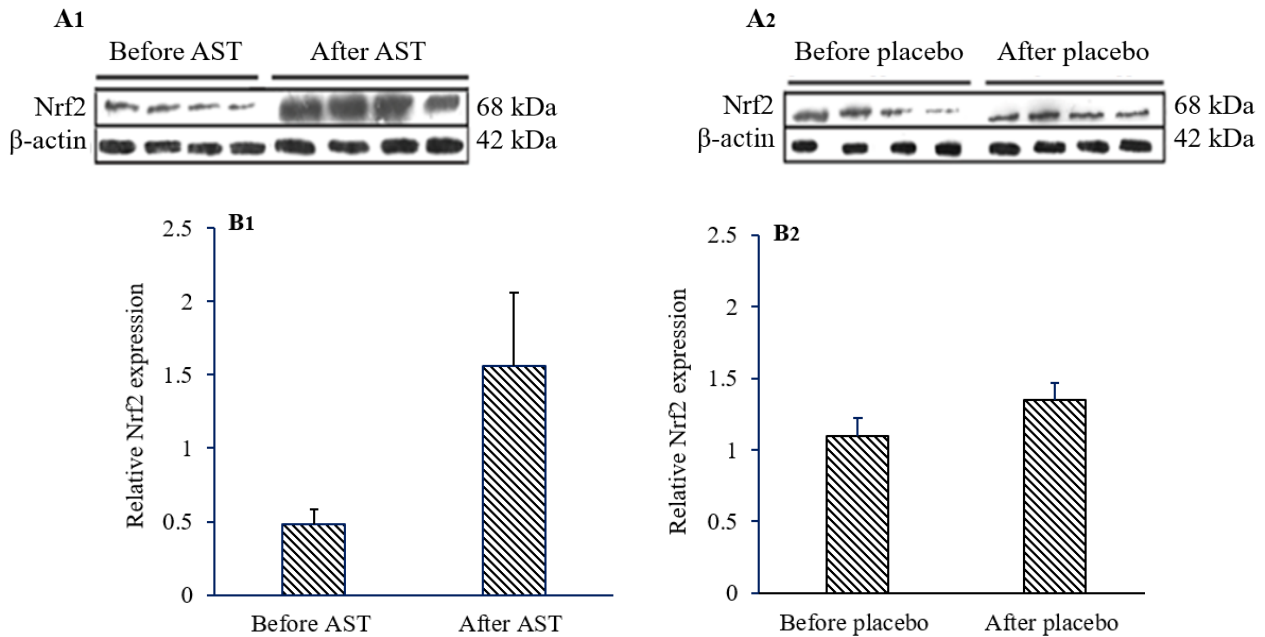 A1
Before AST After AST
Nrf2 68 kDa
β-actin 42 kDa
A2
Before placebo After placebo
Nrf2 68 kDa
β-actin 42 kDa
B1
Relative Nrf2 expression
2.5
2
1.5
1
0.5
0
Before AST After AST
B2
Relative Nrf2 expression
2.5
2
1.5
1
0.5
0
Before placebo After placebo